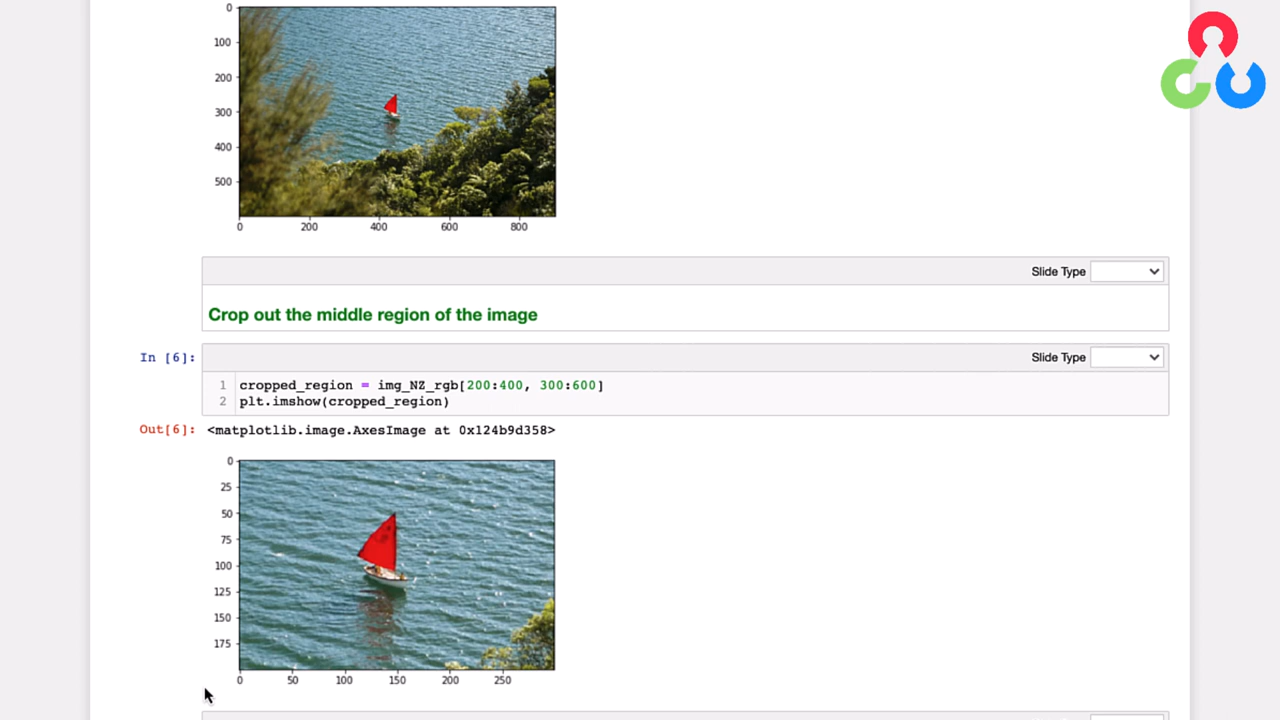 0
100
200
300
400
500
0 200 400 600 800
Slide Type
Crop out the middle region of the image
In [6]:
Slide Type
1 cropped_region = img_NZ_rgb[200:400, 300:600]
2 plt.imshow(cropped_region)
Out[6]: <matplotlib.image.AxesImage at 0x124b9d358>
0
25
50
75
100
125
150
175
0 50 100 150 200 250